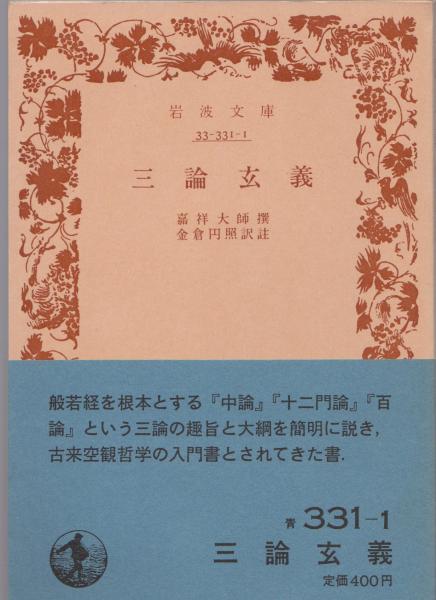 岩波文庫
33-331-1
三論玄義
嘉祥大師撰
金倉円照訳註
般若経を根本とする『中論』『十二門論』『百
論』という三論の趣旨と大綱を簡明に説き,
古来空観哲学の入門書とされてきた書.
青 331-1
三論玄義
定価400円